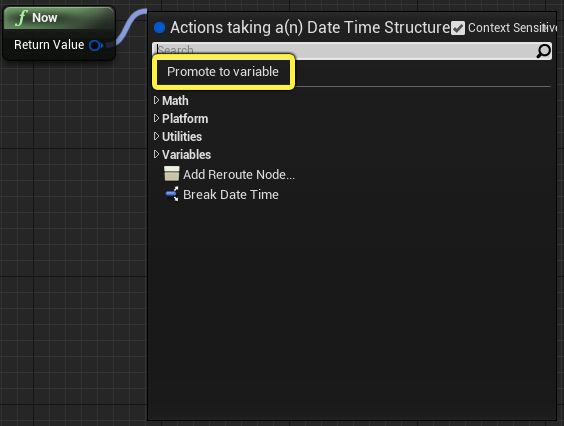 Now
Return Value
Actions taking a(n) Date Time Structure
Context Sensitive
Search
Promote to variable
Math
Platform
Utilities
Variables
Add Reroute Node...
Break Date Time